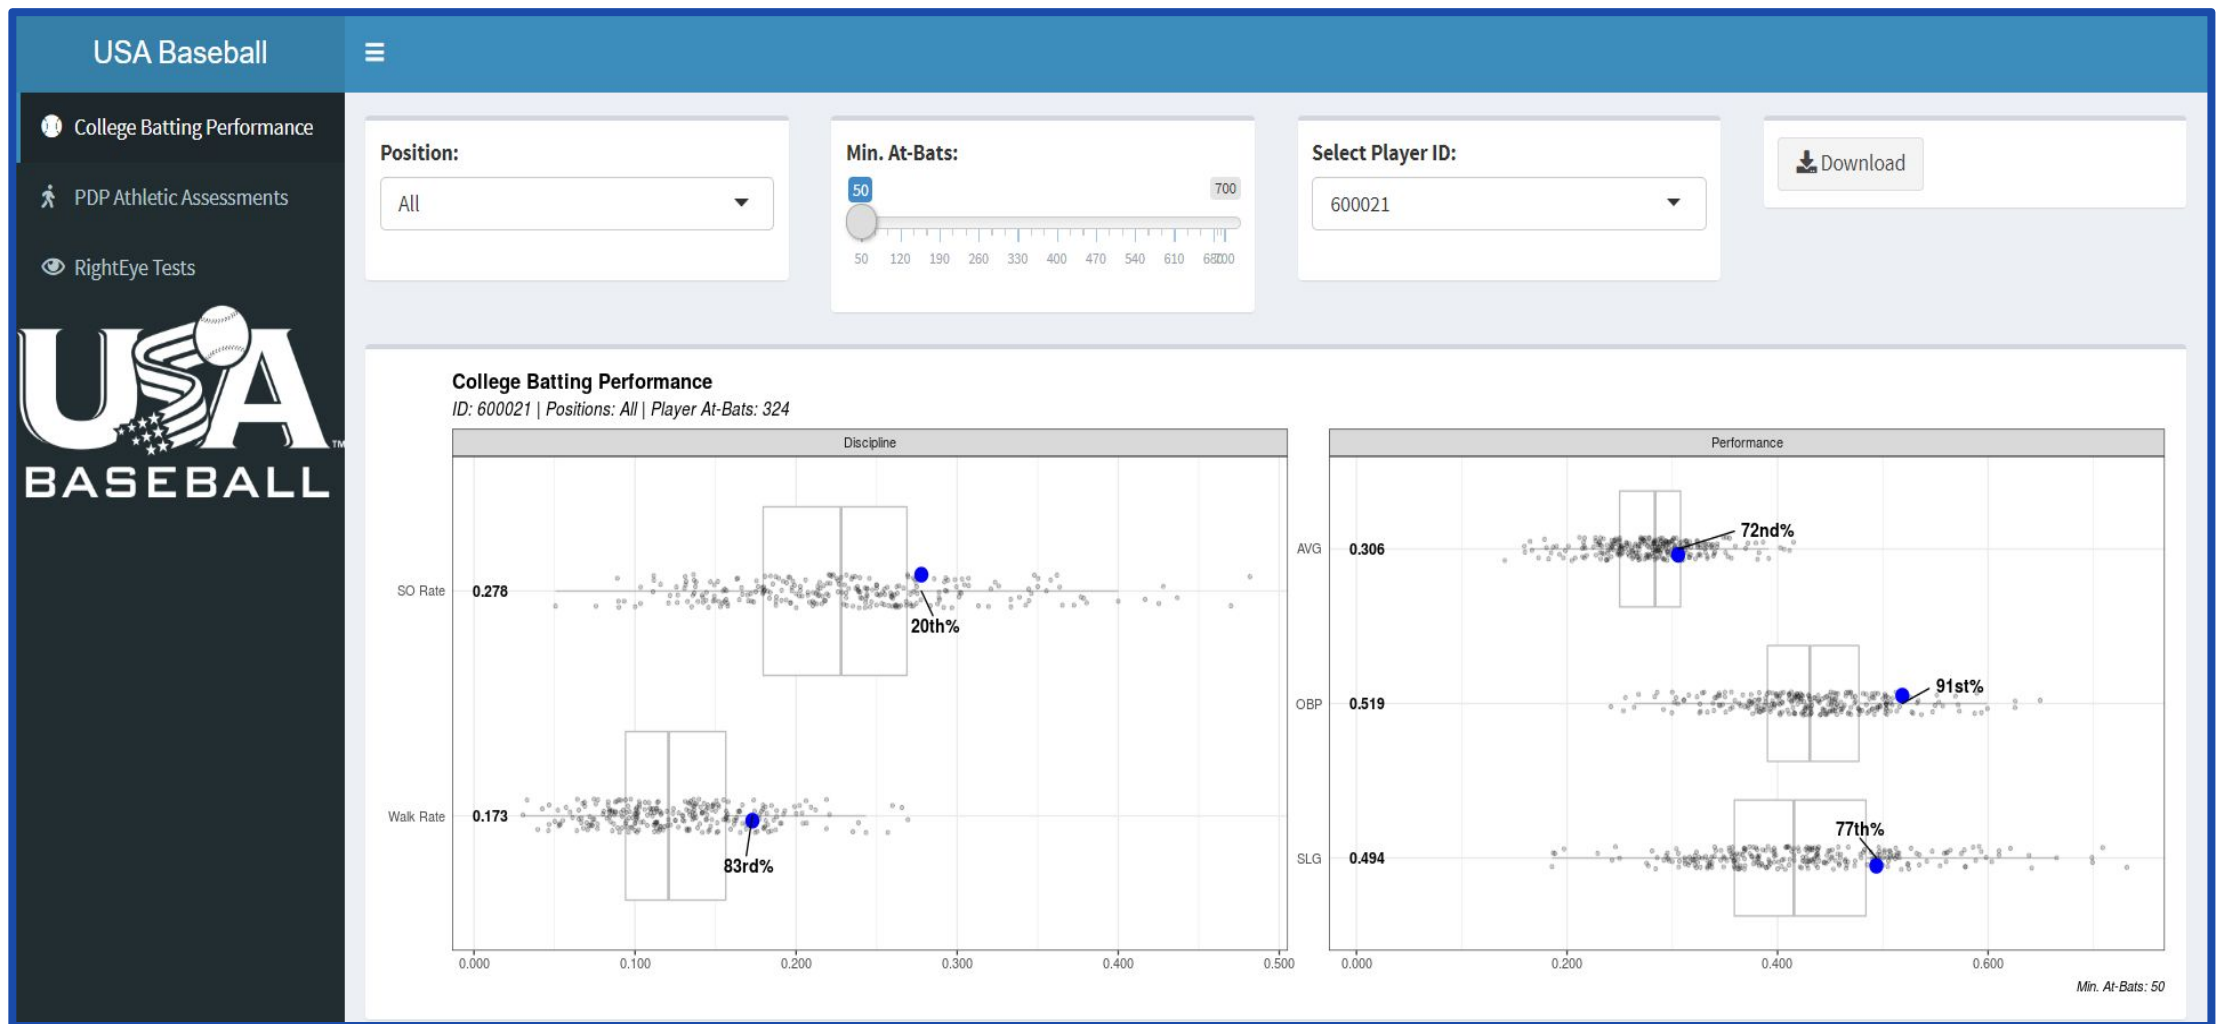 USA Baseball
College Batting Performance
PDP Athletic Assessments
RightEye Tests
USA
TM
BASEBALL
Position:
All
Min. At-Bats:
50
700
50 120 190 260 330 400 470 540 610 680 700
Select Player ID:
600021
Download
College Batting Performance
ID: 600021 | Positions: All | Player At-Bats: 324
Discipline
SO Rate
0.278
20th%
Walk Rate
0.173
83rd%
0.000 0.100 0.200 0.300 0.400 0.500
Performance
AVG
0.306
72nd%
OBP
0.519
91st%
SLG
0.494
77th%
0.000 0.200 0.400 0.600
Min. At-Bats: 50